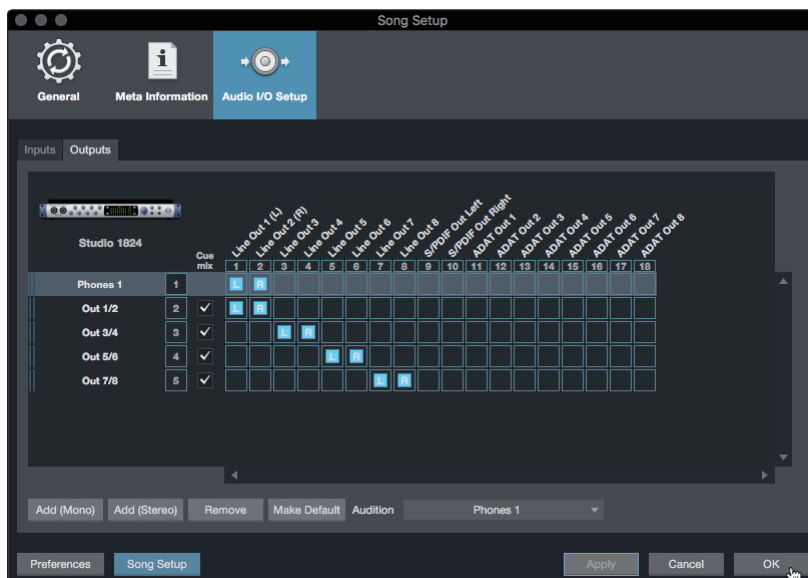 Song Setup
General
Meta Information
Audio I/O Setup
Inputs
Outputs
Studio 1824
Cue mix
Line Out 1 (L)
Line Out 2 (R)
Line Out 3
Line Out 4
Line Out 5
Line Out 6
Line Out 7
Line Out 8
S/PDIF Out Left
S/PDIF Out Right
ADAT Out 1
ADAT Out 2
ADAT Out 3
ADAT Out 4
ADAT Out 5
ADAT Out 6
ADAT Out 7
ADAT Out 8
1 2 3 4 5 6 7 8 9 10 11 12 13 14 15 16 17 18
Phones 1 1 L R
Out 1/2 2 L R
Out 3/4 3 L R
Out 5/6 4 L R
Out 7/8 5 L R
Add (Mono) Add (Stereo) Remove Make Default Audition Phones 1
Preferences Song Setup Apply Cancel OK